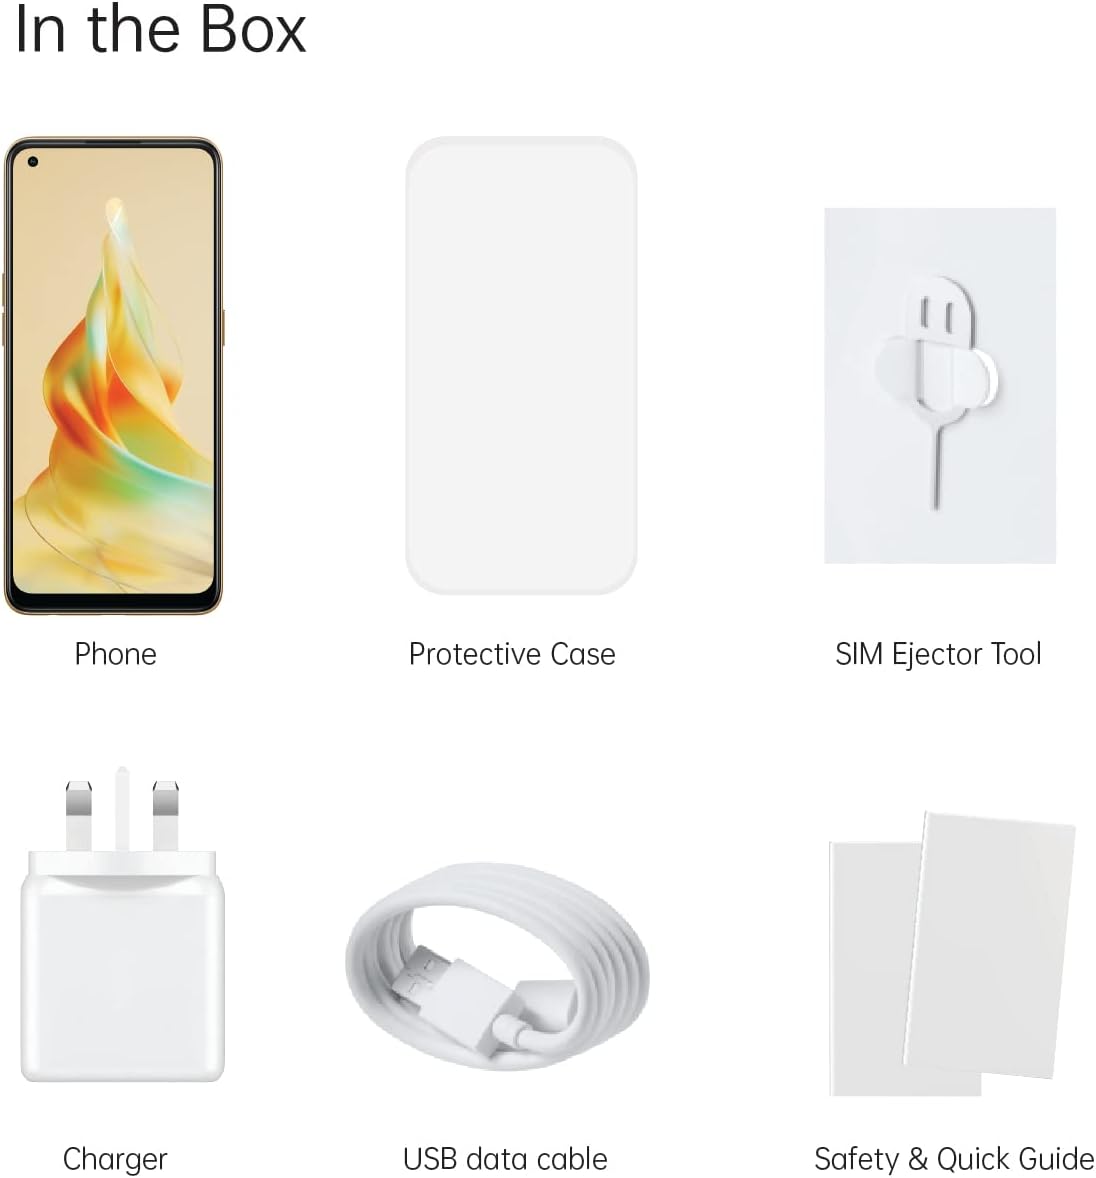 In the Box
Phone
Protective Case
SIM Ejector Tool
Charger
USB data cable
Safety & Quick Guide